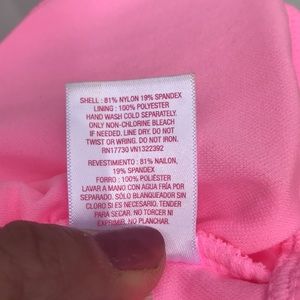 SHELL : 81% NYLON 19% SPANDEX
LINING : 100% POLYESTER
HAND WASH COLD SEPARATELY.
ONLY NON-CHLORINE BLEACH
IF NEEDED. LINE DRY. DO NOT
TWIST OR WRING. DO NOT IRON.
RN17730 VN1322392
REVESTIMIENTO : 81% NAILON,
19% SPANDEX
FORRO : 100% POLIÉSTER
LAVAR A MANO CON AGUA FRÍA POR
SEPARADO. SÓLO BLANQUEADOR SIN
CLORO SI ES NECESARIO. TENDER
PARA SECAR. NO TORCER NI
EXPRIMIR. NO PLANCHAR.